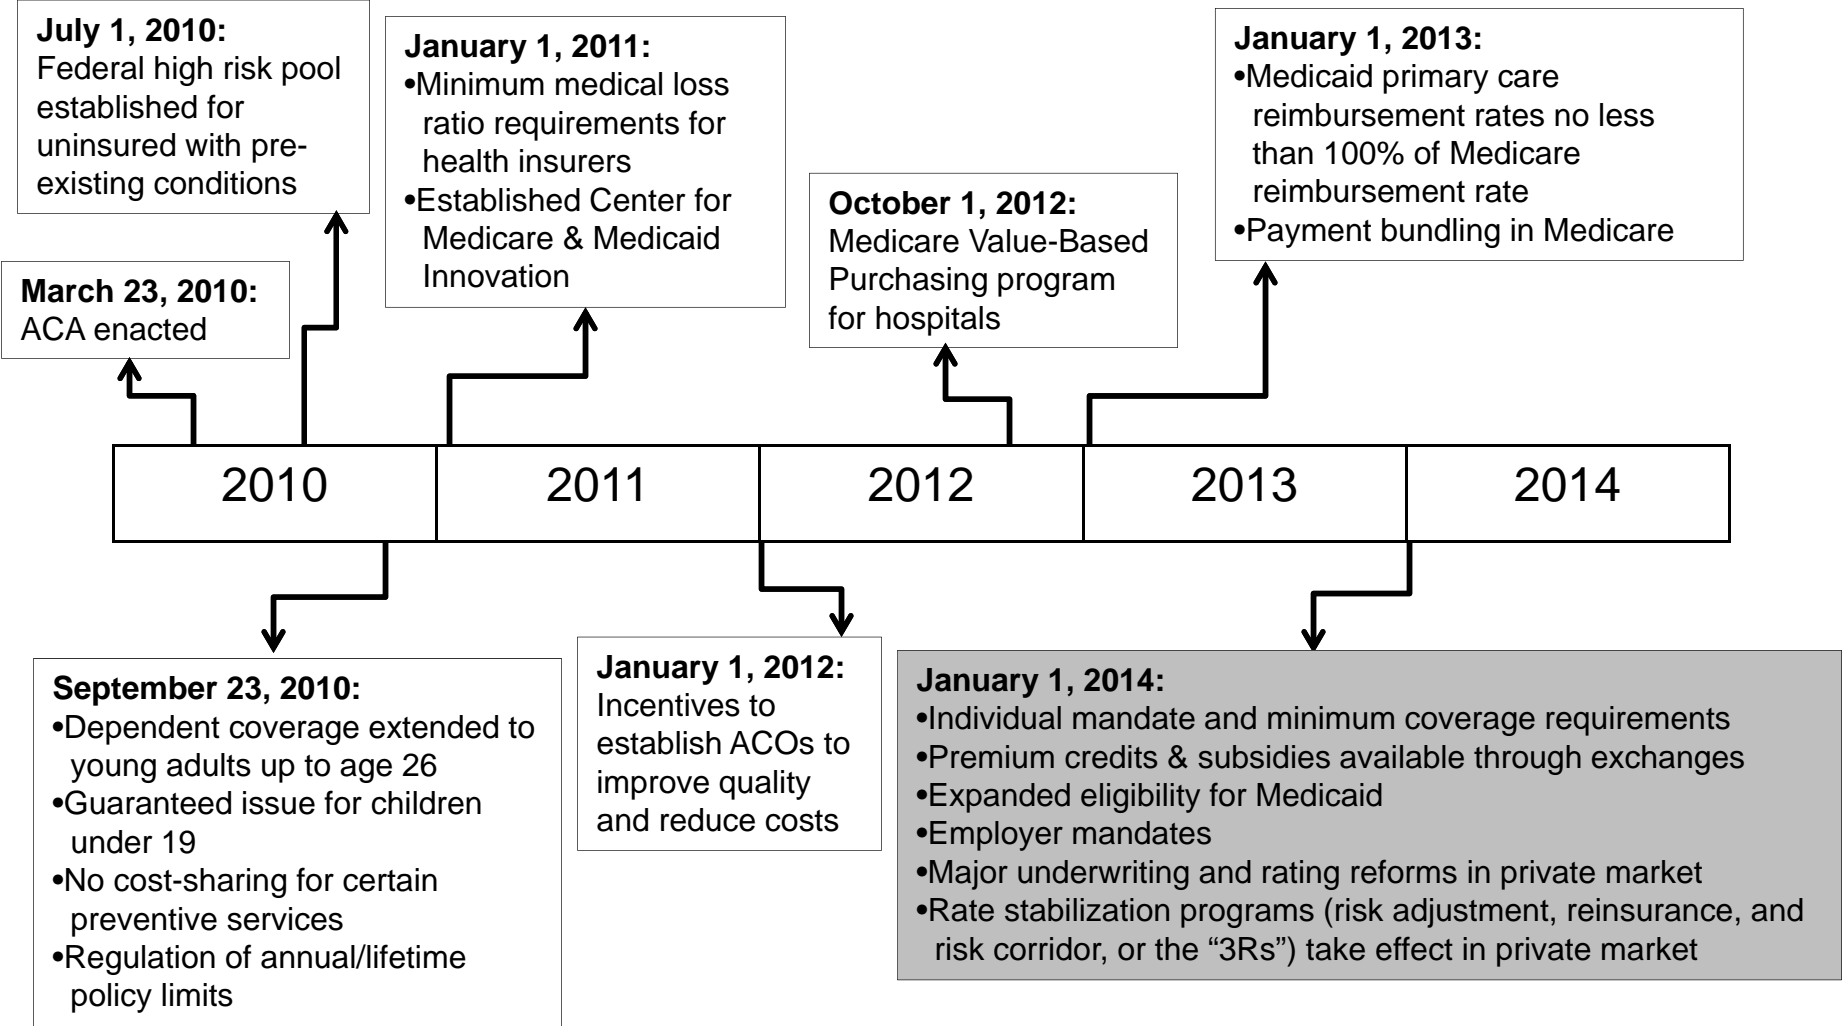 July 1, 2010:
Federal high risk pool
established for
uninsured with pre-
existing conditions
January 1, 2011:
•Minimum medical loss
ratio requirements for
health insurers
•Established Center for
Medicare & Medicaid
Innovation
January 1, 2013:
•Medicaid primary care
reimbursement rates no less
than 100% of Medicare
reimbursement rate
•Payment bundling in Medicare
October 1, 2012:
Medicare Value-Based
Purchasing program
for hospitals
March 23, 2010:
ACA enacted
2010
2011
2012
2013
2014
September 23, 2010:
•Dependent coverage extended to
young adults up to age 26
•Guaranteed issue for children
under 19
•No cost-sharing for certain
preventive services
•Regulation of annual/lifetime
policy limits
January 1, 2012:
Incentives to
establish ACOs to
improve quality
and reduce costs
January 1, 2014:
•Individual mandate and minimum coverage requirements
•Premium credits & subsidies available through exchanges
•Expanded eligibility for Medicaid
•Employer mandates
•Major underwriting and rating reforms in private market
•Rate stabilization programs (risk adjustment, reinsurance, and
risk corridor, or the “3Rs”) take effect in private market